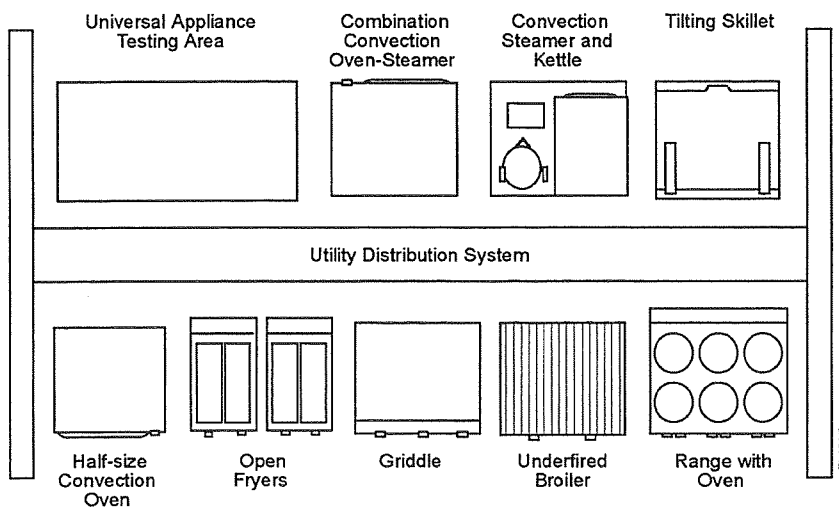 Universal Appliance
Testing Area
Combination
Convection
Oven-Steamer
Convection
Steamer and
Kettle
Tilting Skillet
Utility Distribution System
Half-size
Convection
Oven
Open
Fryers
Griddle
Underfired
Broiler
Range with
Oven